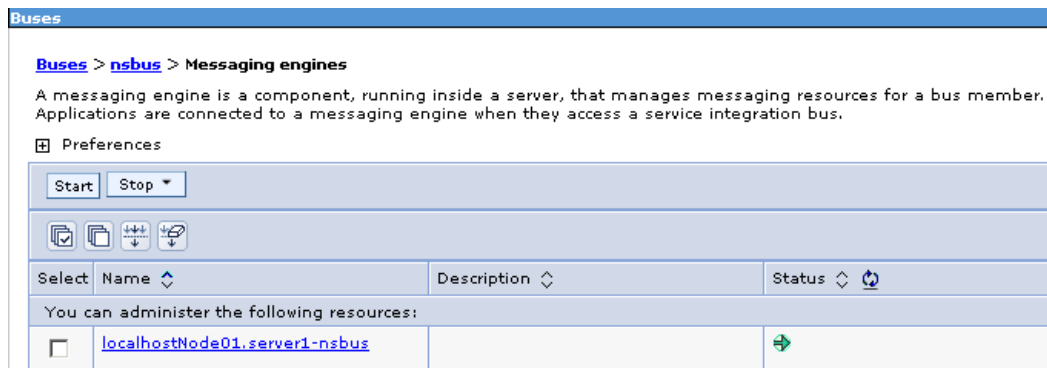 Buses
Buses > nsbus > Messaging engines
A messaging engine is a component, running inside a server, that manages messaging resources for a bus member.
Applications are connected to a messaging engine when they access a service integration bus.
Preferences
Start Stop
Select Name Description Status
You can administer the following resources:
localhostNode01.server1-nsbus